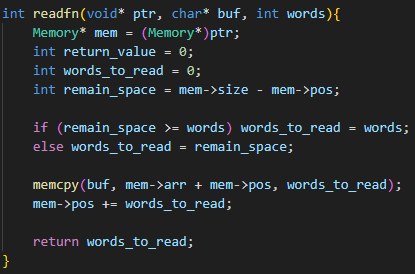 int readfn(void* ptr, char* buf, int words){
    Memory* mem = (Memory*)ptr;
    int return_value = 0;
    int words_to_read = 0;
    int remain_space = mem->size - mem->pos;

    if (remain_space >= words) words_to_read = words;
    else words_to_read = remain_space;

    memcpy(buf, mem->arr + mem->pos, words_to_read);
    mem->pos += words_to_read;

    return words_to_read;
}